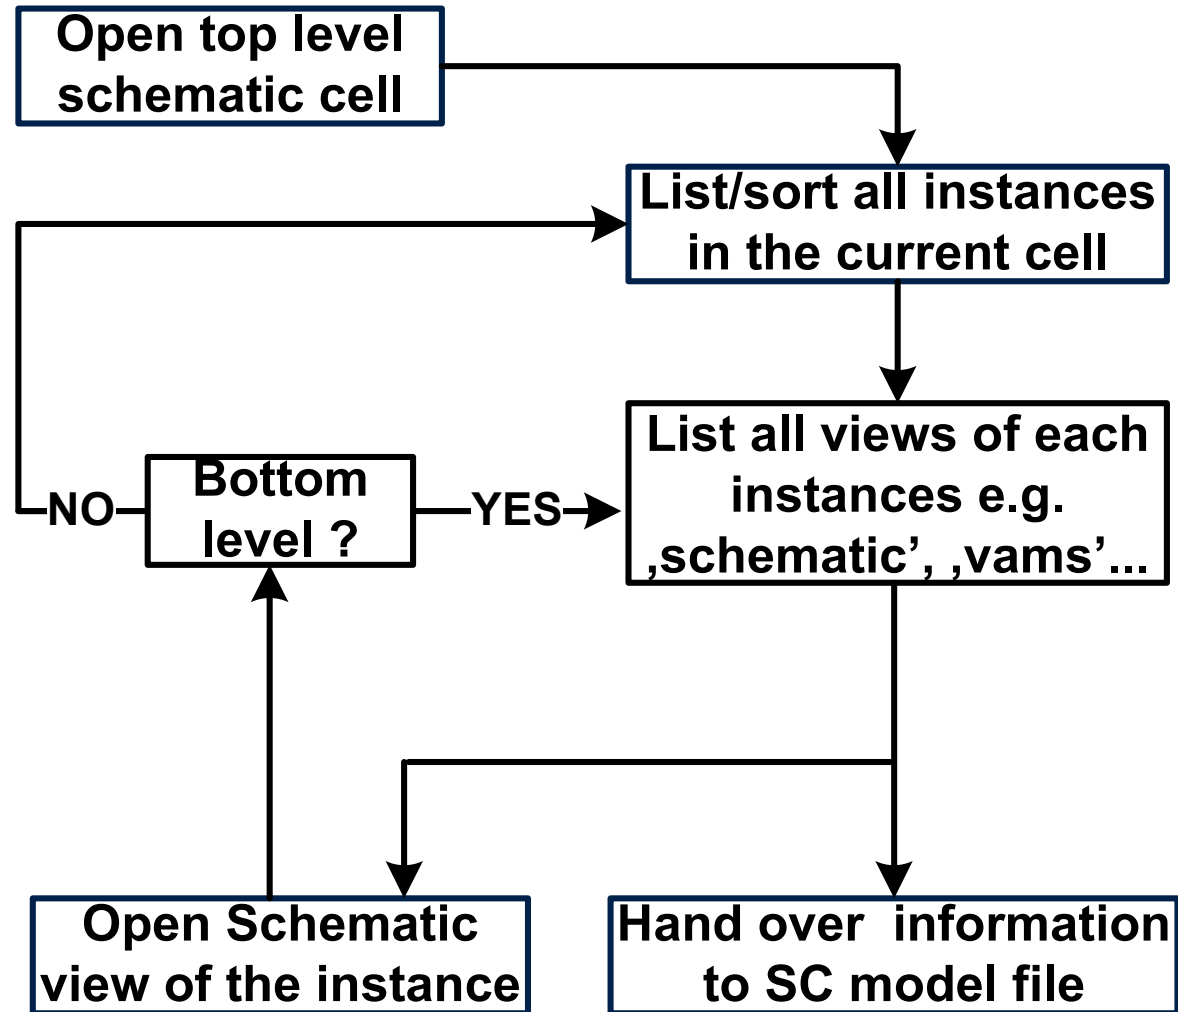 Open top level
schematic cell
List/sort all instances
in the current cell
List all views of each
instances e.g.
‚schematic’, ‚vams’...
Bottom
level ?
NO
YES
Open Schematic
view of the instance
Hand over information
to SC model file